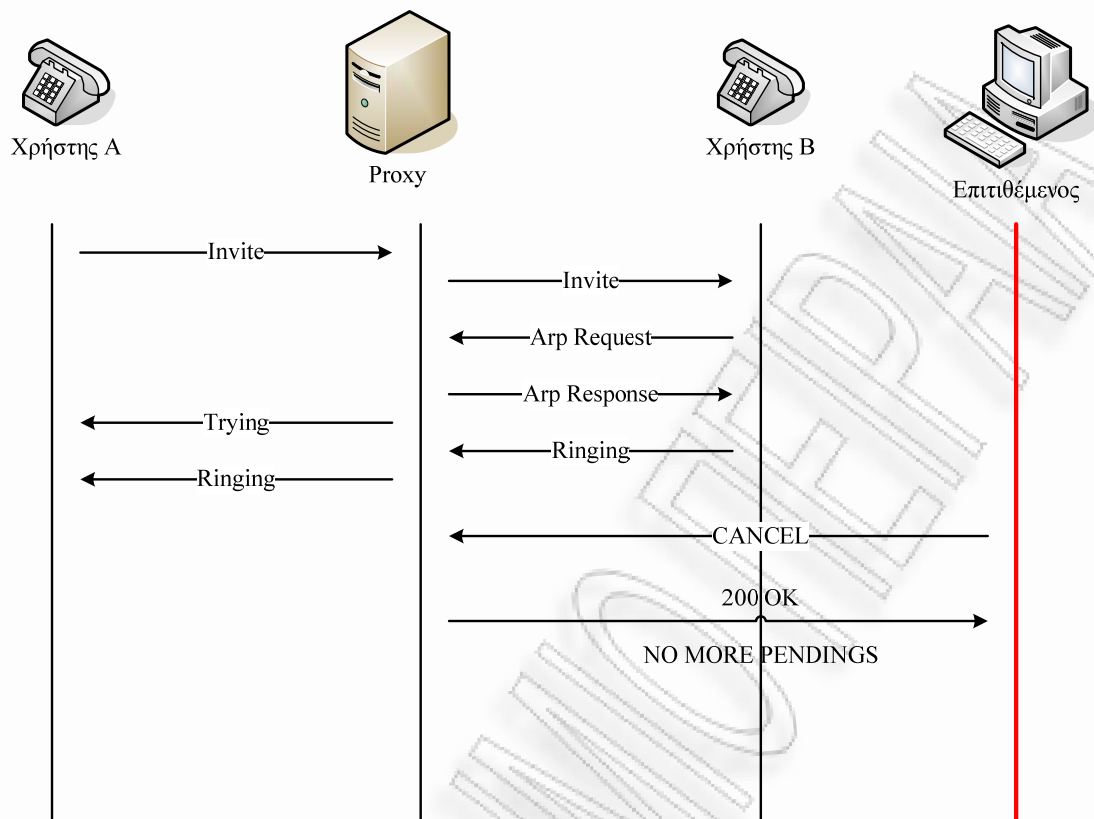 Χρήστης A
Proxy
Χρήστης B
Επιτιθέμενος
Invite
Invite
Arp Request
Arp Response
Trying
Ringing
Ringing
CANCEL
200 OK
NO MORE PENDINGS